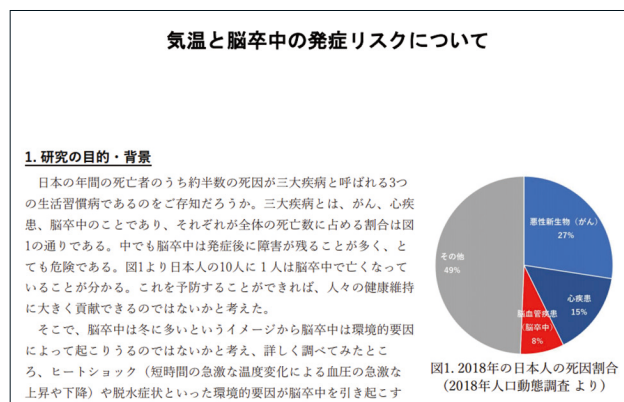 気温と脳卒中の発症リスクについて
1. 研究の目的・背景
日本の年間の死亡者のうち約半数の死因が三大疾病と呼ばれる3つ
の生活習慣病であるのをご存知だろうか。三大疾病とは、がん、心疾
患、脳卒中のことであり、それぞれが全体の死亡数に占める割合は図
1の通りである。中でも脳卒中は発症後に障害が残ることが多く、と
ても危険である。図1より日本人の10人に１人は脳卒中で亡くなって
いることが分かる。これを予防することができれば、人々の健康維持
に大きく貢献できるのではないかと考えた。
そこで、脳卒中は冬に多いというイメージから脳卒中は環境的要因
によって起こりうるのではないかと考え、詳しく調べてみたとこ
ろ、ヒートショック（短時間の急激な温度変化による血圧の急激な
上昇や下降）や脱水症状といった環境的要因が脳卒中を引き起こす
悪性新生物（がん）
27%
心疾患
15%
脳血管疾患
（脳卒中）
8%
その他
49%
図1. 2018年の日本人の死因割合
（2018年人口動態調査 より）